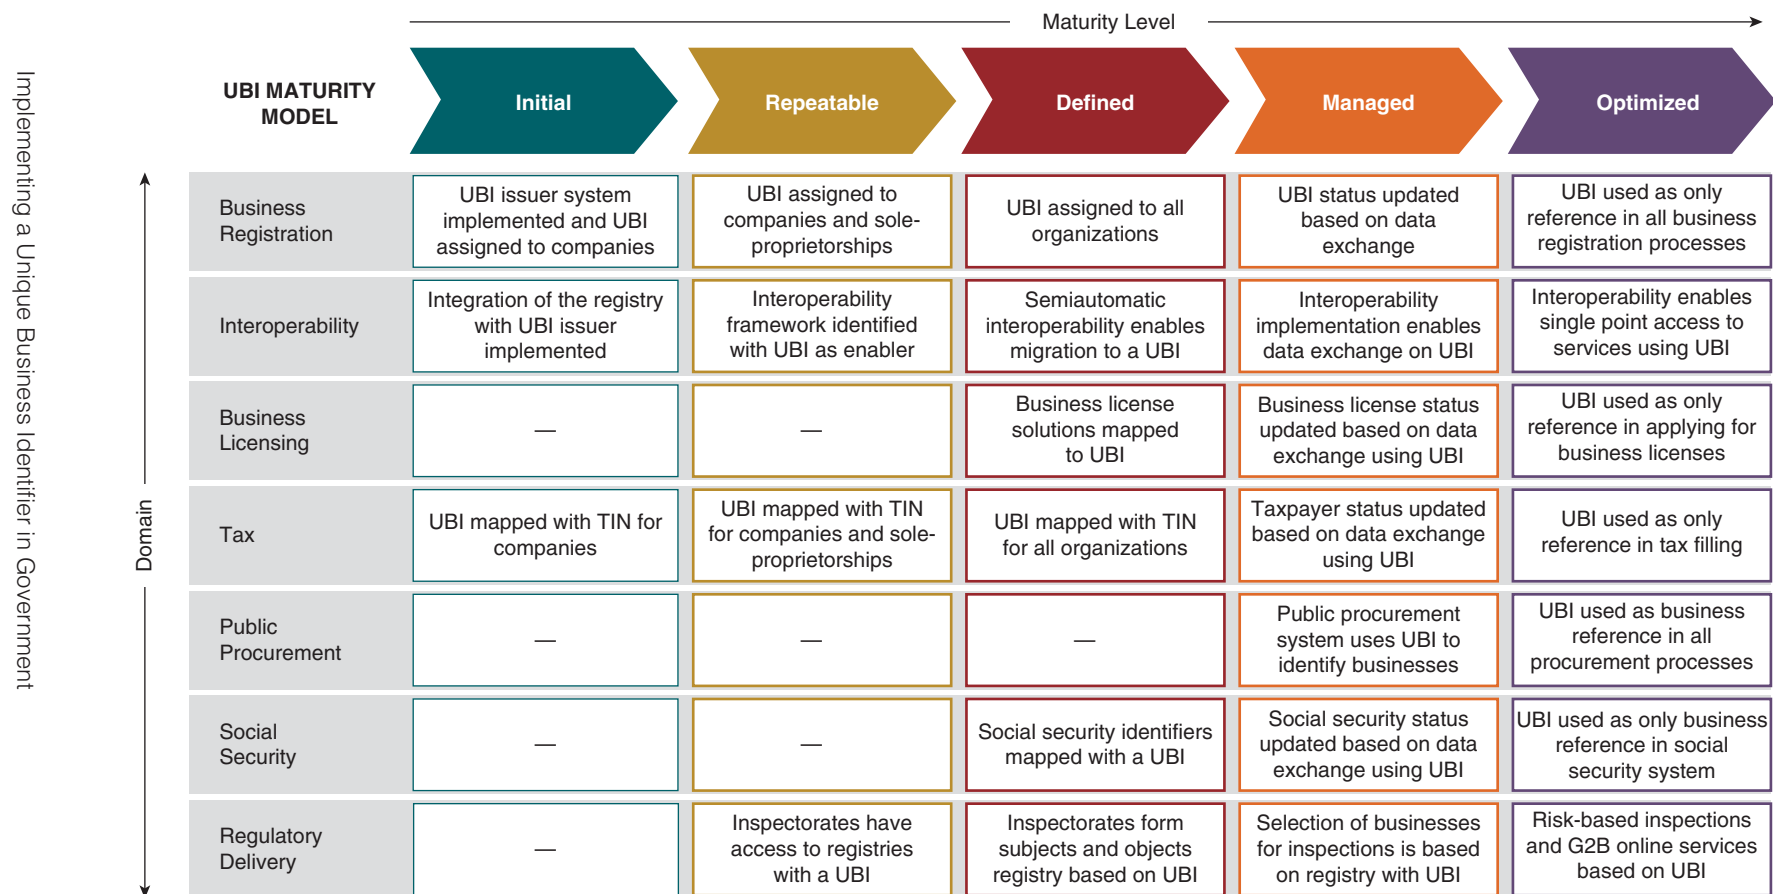 Maturity Level
UBI MATURITY
MODEL
Initial
Repeatable
Defined
Managed
Optimized
Implementing a Unique Business Identifier in Government
Domain
Business
Registration
UBI issuer system
implemented and UBI
assigned to companies
UBI assigned to
companies and sole-
proprietorships
UBI assigned to all
organizations
UBI status updated
based on data
exchange
UBI used as only
reference in all business
registration processes
Interoperability
Integration of the registry
with UBI issuer
implemented
Interoperability
framework identified
with UBI as enabler
Semiautomatic
interoperability enables
migration to a UBI
Interoperability
implementation enables
data exchange on UBI
Interoperability enables
single point access to
services using UBI
Business
Licensing
—
—
Business license
solutions mapped
to UBI
Business license status
updated based on data
exchange using UBI
UBI used as only
reference in applying for
business licenses
Tax
UBI mapped with TIN for
companies
UBI mapped with TIN
for companies and sole-
proprietorships
UBI mapped with TIN
for all organizations
Taxpayer status updated
based on data exchange
using UBI
UBI used as only
reference in tax filling
Public
Procurement
—
—
—
Public procurement
system uses UBI to
identify businesses
UBI used as business
reference in all
procurement processes
Social
Security
—
—
Social security identifiers
mapped with a UBI
Social security status
updated based on data
exchange using UBI
UBI used as only business
reference in social
security system
Regulatory
Delivery
—
Inspectorates have
access to registries
with a UBI
Inspectorates form
subjects and objects
registry based on UBI
Selection of businesses
for inspections is based
on registry with UBI
Risk-based inspections
and G2B online services
based on UBI